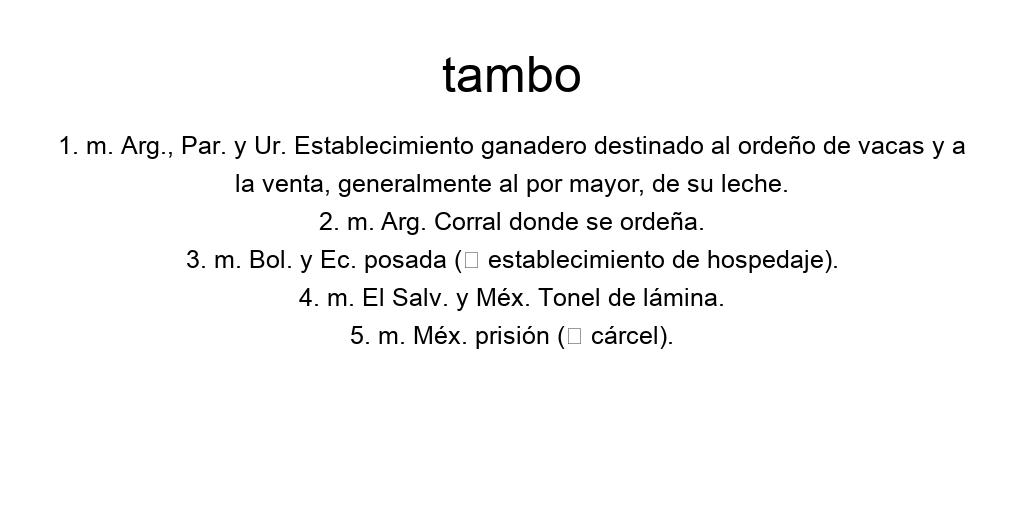 tambo
1. m. Arg., Par. y Ur. Establecimiento ganadero destinado al ordeño de vacas y a
la venta, generalmente al por mayor, de su leche.
2. m. Arg. Corral donde se ordeña.
3. m. Bol. y Ec. posada (□ establecimiento de hospedaje).
4. m. El Salv. y Méx. Tonel de lámina.
5. m. Méx. prisión (□ cárcel).